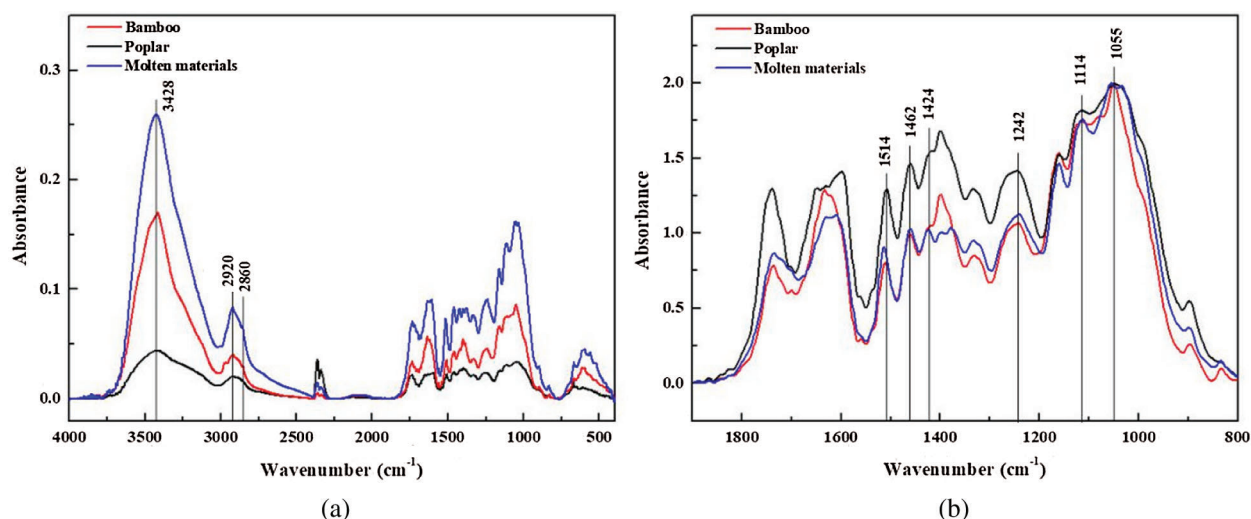 Bamboo
Poplar
Molten materials
3428
2920
2860
0.3
0.2
0.1
0.0
Absorbance
4000 3500 3000 2500 2000 1500 1000 500
Wavenumber (cm-1)
(a)
Bamboo
Poplar
Molten materials
1514
1462
1424
1242
1114
1055
2.0
1.5
1.0
0.5
0.0
Absorbance
1800 1600 1400 1200 1000 800
Wavenumber (cm-1)
(b)